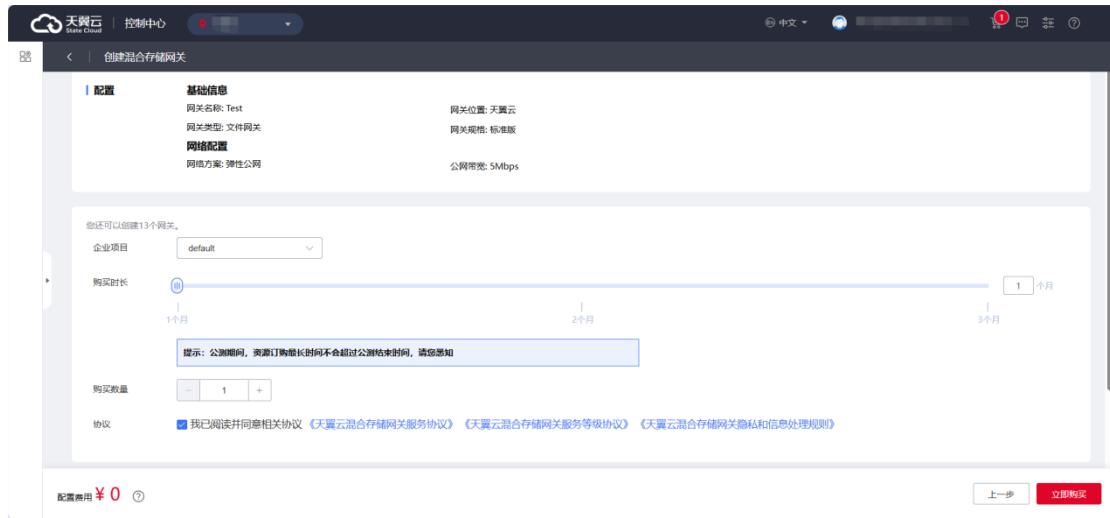 天翼云 控制中心 中文 1
State Cloud
创建混合存储网关
配置 基础信息
网关名称: Test 网关位置: 天翼云
网关类型: 文件网关 网关规格: 标准版
网络配置
网络方案: 弹性公网 公网带宽: 5Mbps
您还可以创建13个网关。
企业项目 default
购买时长 1 个月
1个月 2个月 3个月
提示：公测期间，资源订购最长时间不会超过公测结束时间，请您悉知
购买数量 - 1 +
协议 我已阅读并同意相关协议 《天翼云混合存储网关服务协议》 《天翼云混合存储网关服务等级协议》 《天翼云混合存储网关隐私和信息处理规则》
配置费用 ¥ 0 上一步 立即购买